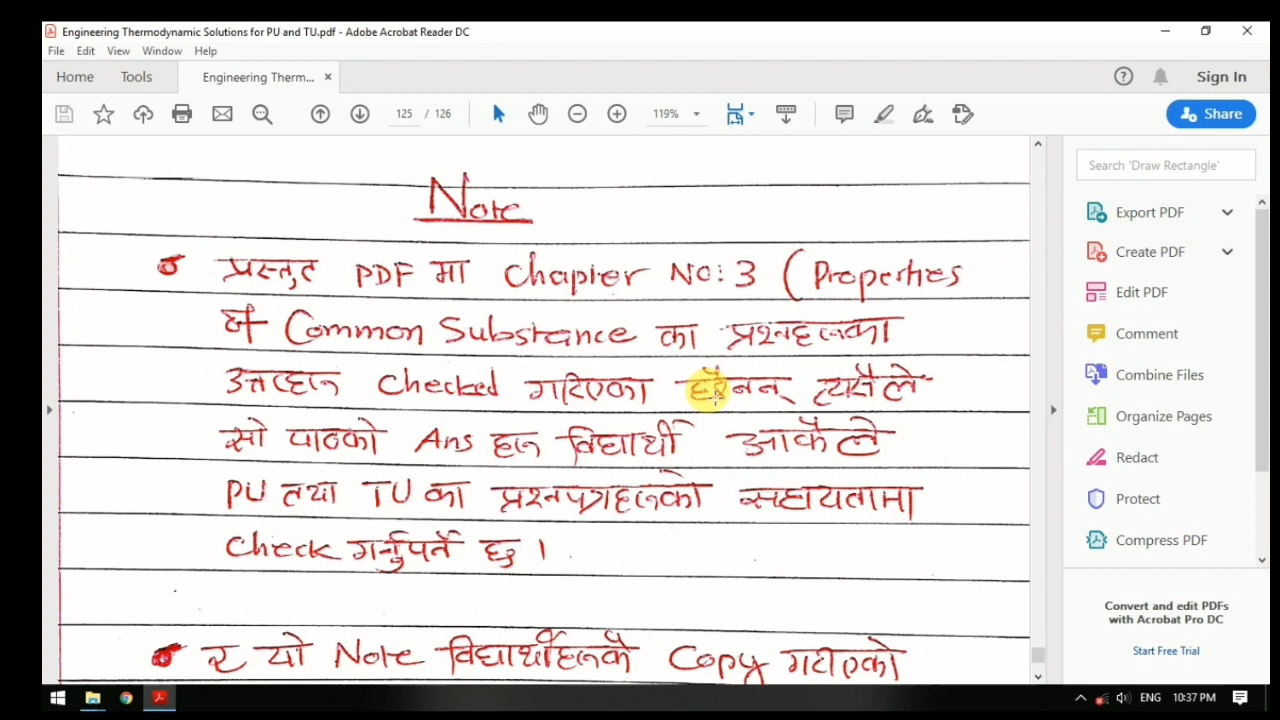 Engineering Thermodynamic Solutions for PU and TU.pdf - Adobe Acrobat Reader DC
File Edit View Window Help
Home Tools Engineering Therm... ×
Sign In
125 / 126 119% Share
Note
प्रस्तुत PDF मा Chapter No: 3 (Properties
of Common Substance का प्रश्नहरूका
उत्तरहरू Checked गरिएका छैनन् त्यसैले
सो पाठको Ans हरू विद्यार्थी आफैले
PU तथा TU का प्रश्नपत्रहरूको सहायतामा
Check गर्नुपर्ने छ ।
र यो Note विद्यार्थीहरूकै Copy गरीएको
Search 'Draw Rectangle'
Export PDF
Create PDF
Edit PDF
Comment
Combine Files
Organize Pages
Redact
Protect
Compress PDF
Convert and edit PDFs
with Acrobat Pro DC
Start Free Trial
ENG 10:37 PM